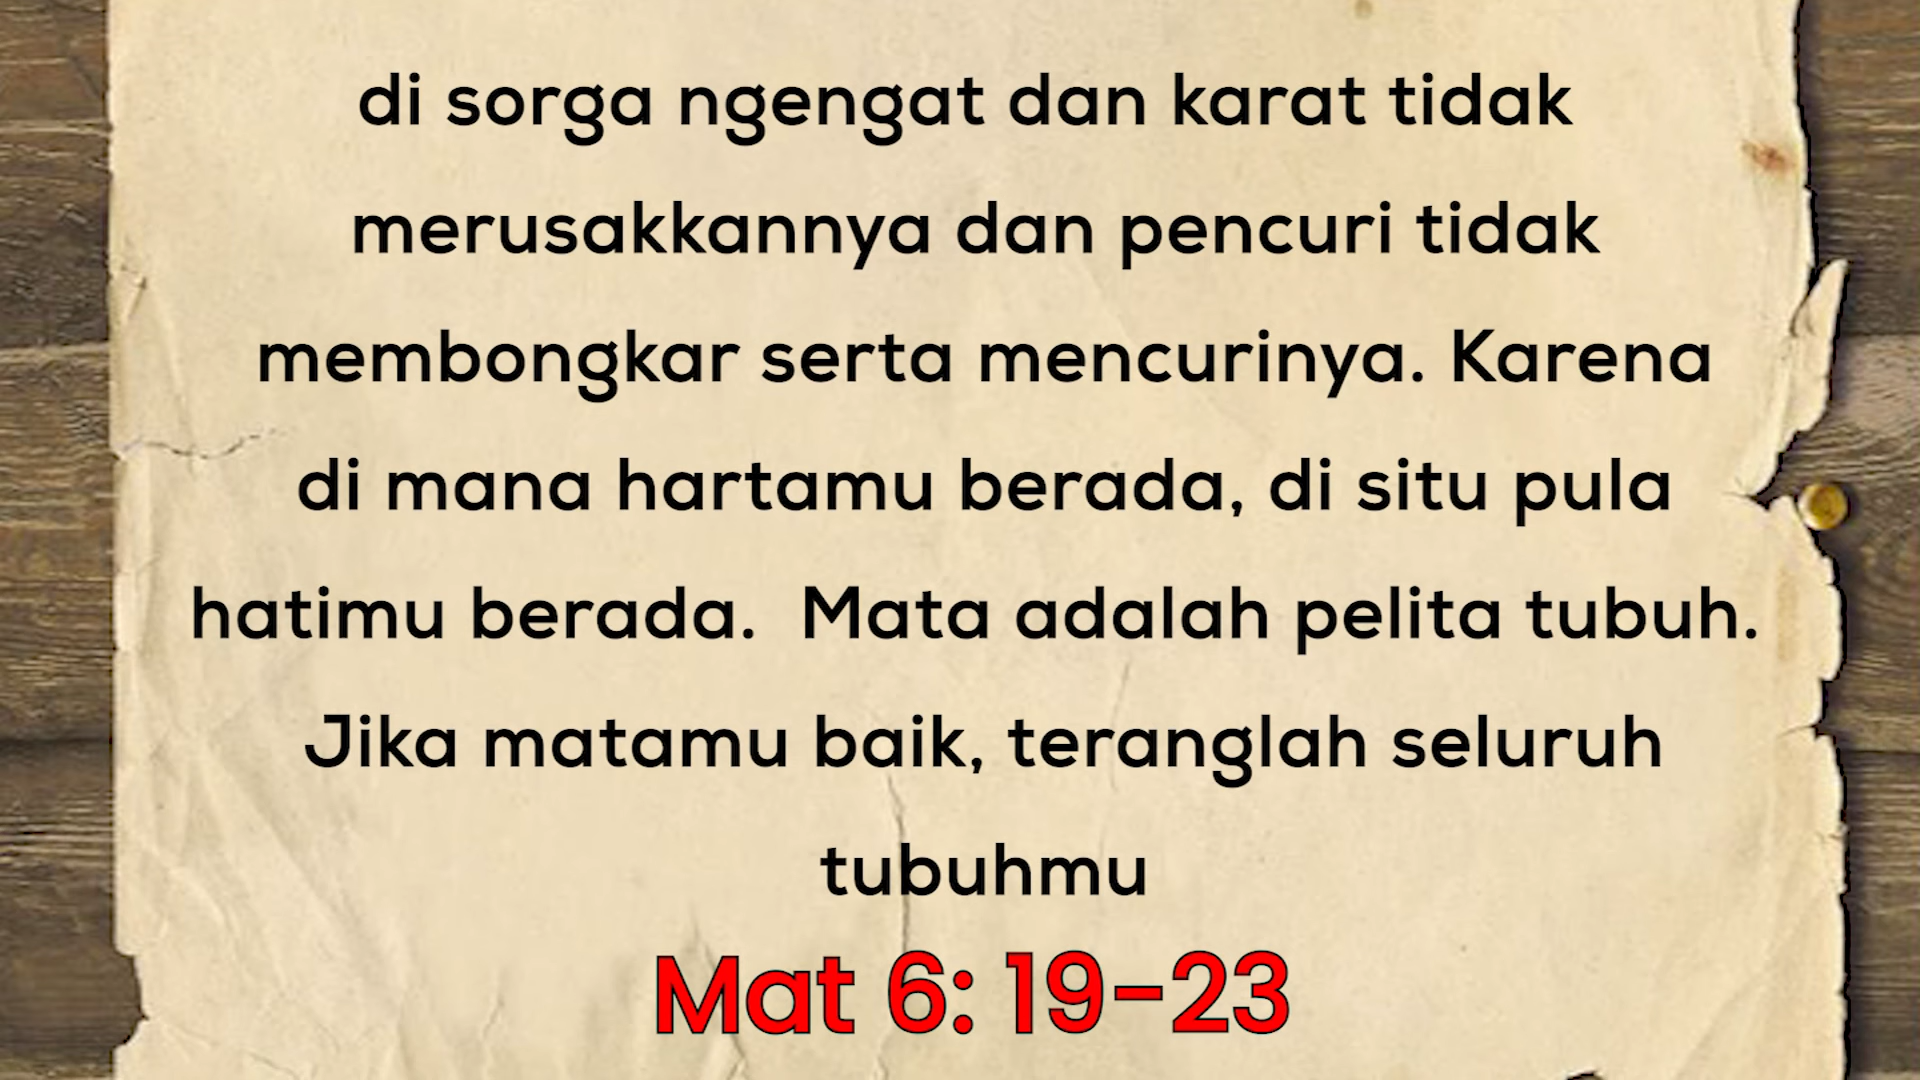 di sorga ngengat dan karat tidak
merusakkannya dan pencuri tidak
membongkar serta mencurinya. Karena
di mana hartamu berada, di situ pula
hatimu berada.  Mata adalah pelita tubuh.
Jika matamu baik, teranglah seluruh
tubuhmu
Mat 6: 19-23